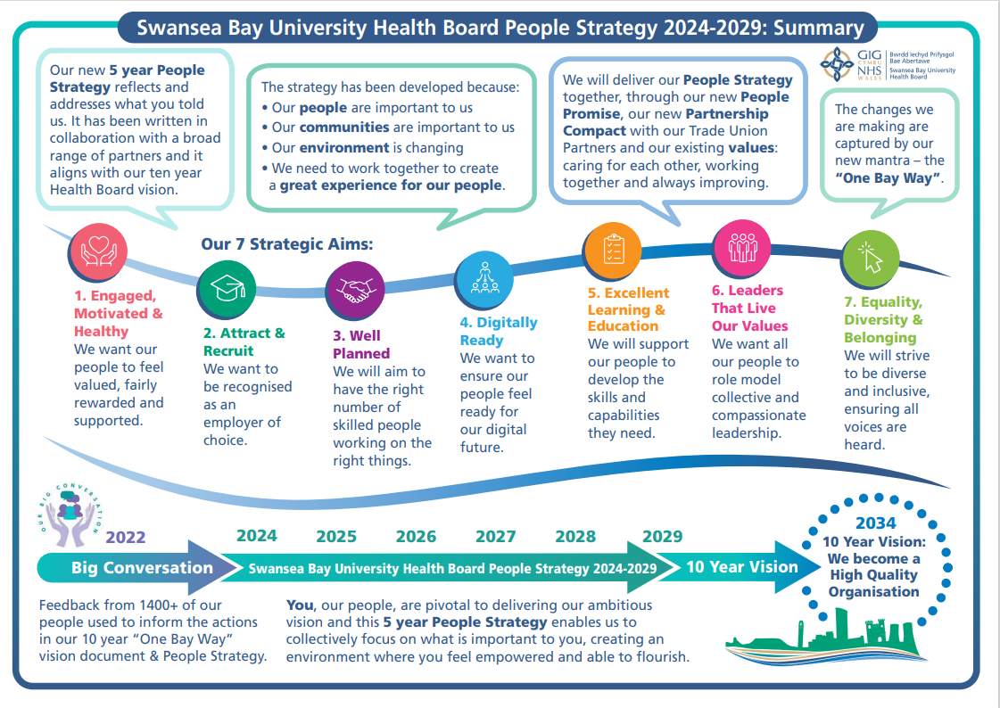 Swansea Bay University Health Board People Strategy 2024-2029: Summary
Our new 5 year People
Strategy reflects and
addresses what you told
us. It has been written in
collaboration with a broad
range of partners and it
aligns with our ten year
Health Board vision.
The strategy has been developed because:
• Our people are important to us
• Our communities are important to us
• Our environment is changing
• We need to work together to create
a great experience for our people.
We will deliver our People Strategy
together, through our new People
Promise, our new Partnership
Compact with our Trade Union
Partners and our existing values:
caring for each other, working
together and always improving.
GIG
CYMRU
NHS
WALES
Bwrdd Iechyd Prifysgol
Bae Abertawe
Swansea Bay University
Health Board
The changes we
are making are
captured by our
new mantra – the
“One Bay Way”.
Our 7 Strategic Aims:
1. Engaged,
Motivated &
Healthy
We want our
people to feel
valued, fairly
rewarded and
supported.
2. Attract &
Recruit
We want to
be recognised
as an
employer of
choice.
3. Well
Planned
We will aim to
have the right
number of
skilled people
working on the
right things.
4. Digitally
Ready
We want to
ensure our
people feel
ready for
our digital
future.
5. Excellent
Learning &
Education
We will support
our people to
develop the
skills and
capabilities
they need.
6. Leaders
That Live
Our Values
We want all
our people to
role model
collective and
compassionate
leadership.
7. Equality,
Diversity &
Belonging
We will strive
to be diverse
and inclusive,
ensuring all
voices are
heard.
OUR BIG CONVERSATION
2022
2024
2025
2026
2027
2028
2029
Big Conversation
Swansea Bay University Health Board People Strategy 2024-2029
10 Year Vision
2034
10 Year Vision:
We become a
High Quality
Organisation
Feedback from 1400+ of our
people used to inform the actions
in our 10 year “One Bay Way”
vision document & People Strategy.
You, our people, are pivotal to delivering our ambitious
vision and this 5 year People Strategy enables us to
collectively focus on what is important to you, creating an
environment where you feel empowered and able to flourish.